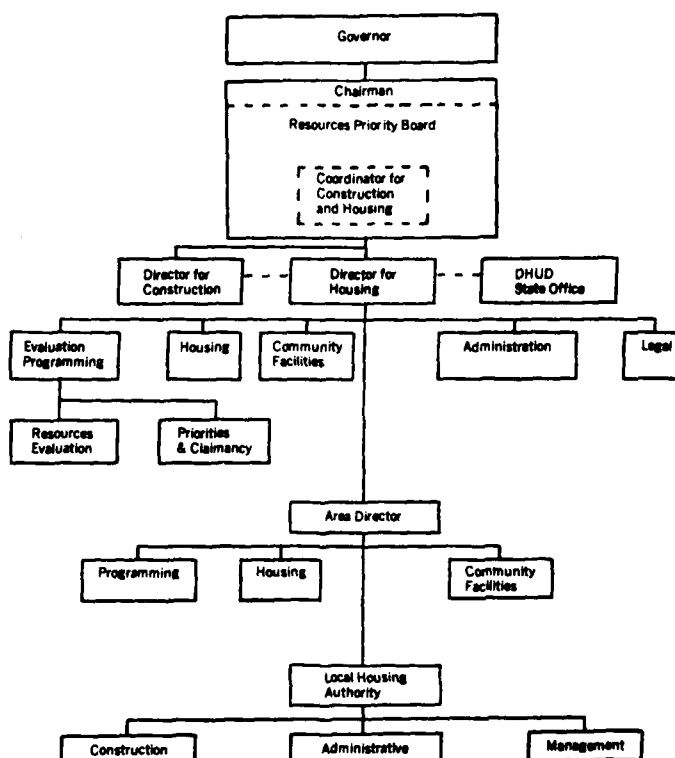 Governor
Chairman
Resources Priority Board
Coordinator for
Construction
and Housing
Director for
Construction
Director for
Housing
DHUD
State Office
Evaluation
Programming
Housing
Community
Facilities
Administration
Legal
Resources
Evaluation
Priorities
& Claimancy
Area Director
Programming
Housing
Community
Facilities
Local Housing
Authority
Construction
Administrative
Management